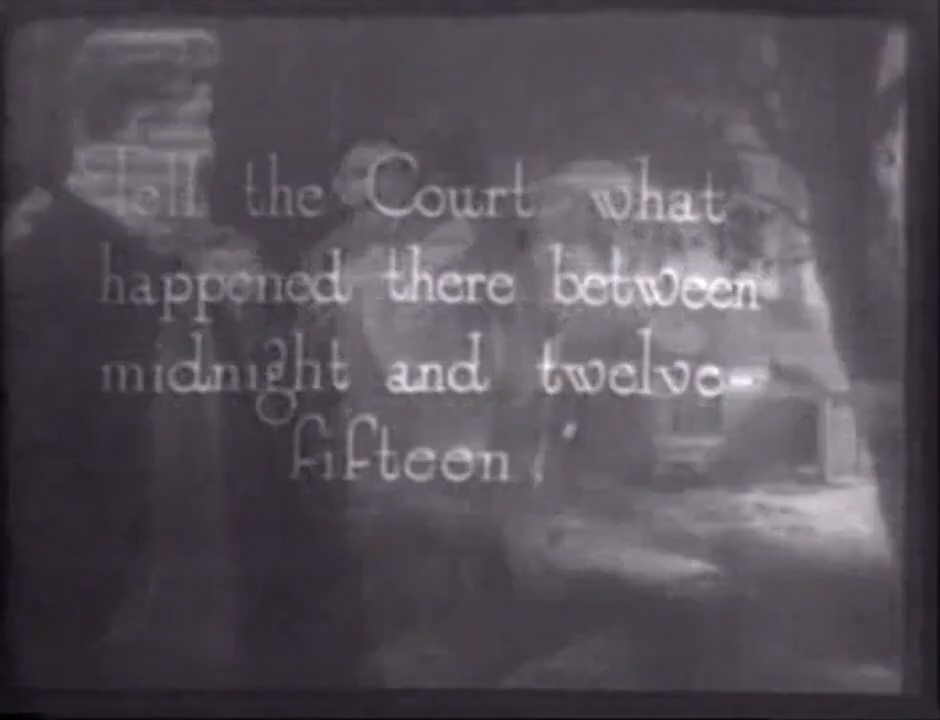 Tell the Court what
happened there between
midnight and twelve-
fifteen.